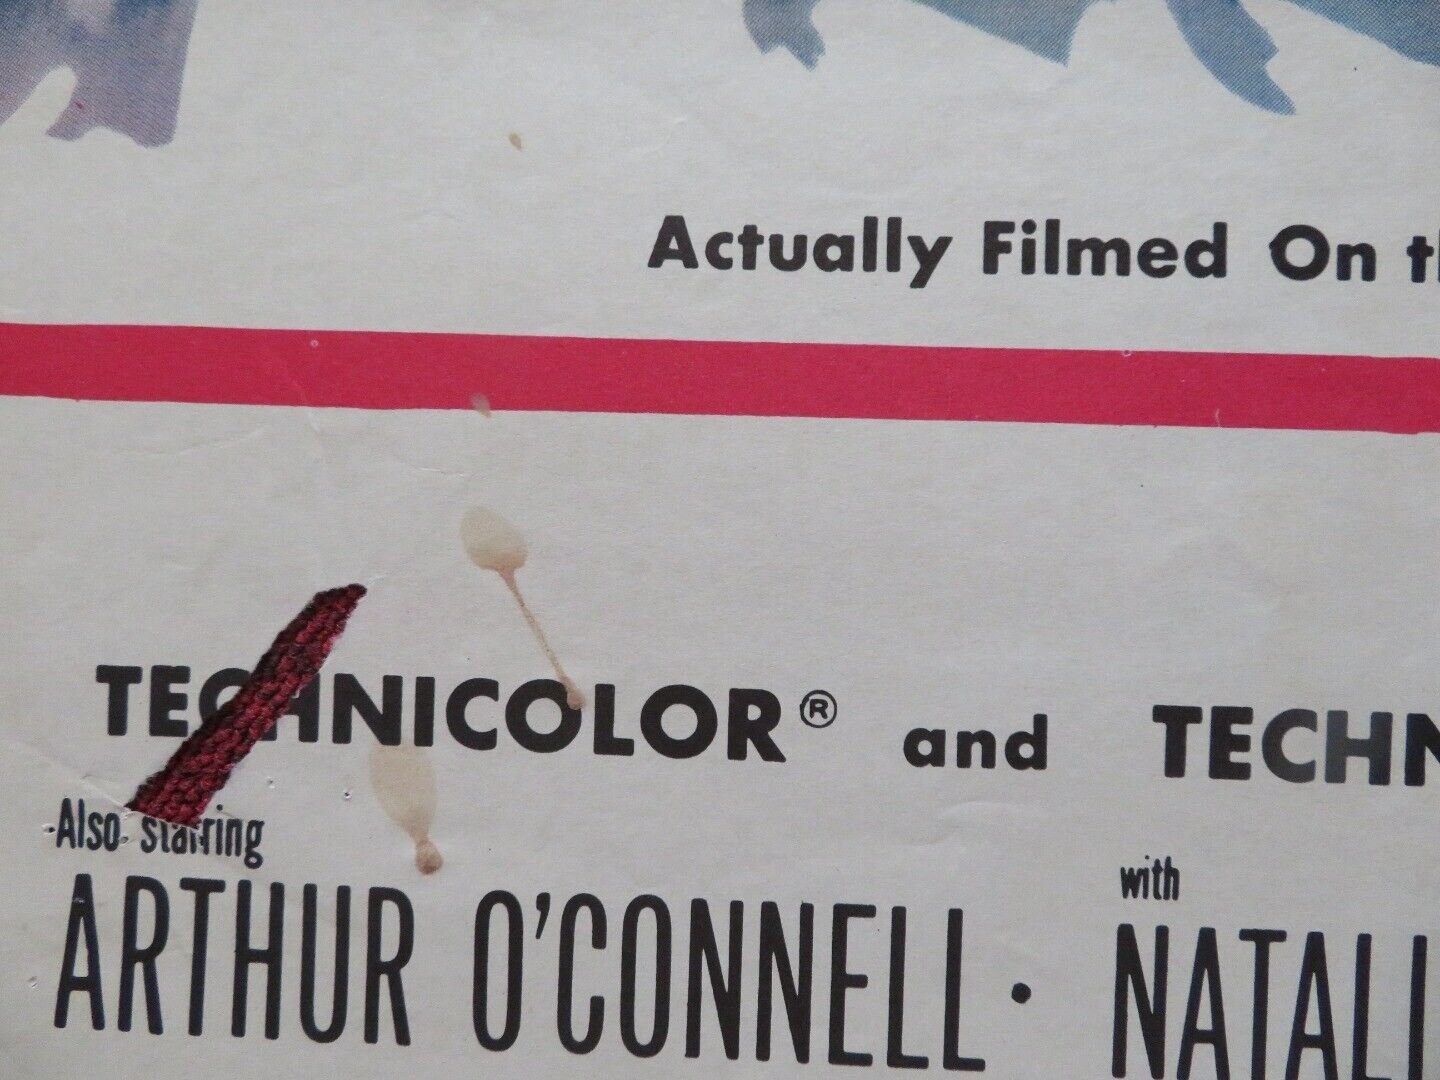 Actually Filmed On th
TECHNICOLOR® and TECHN
Also starring
with
ARTHUR O'CONNELL • NATALI